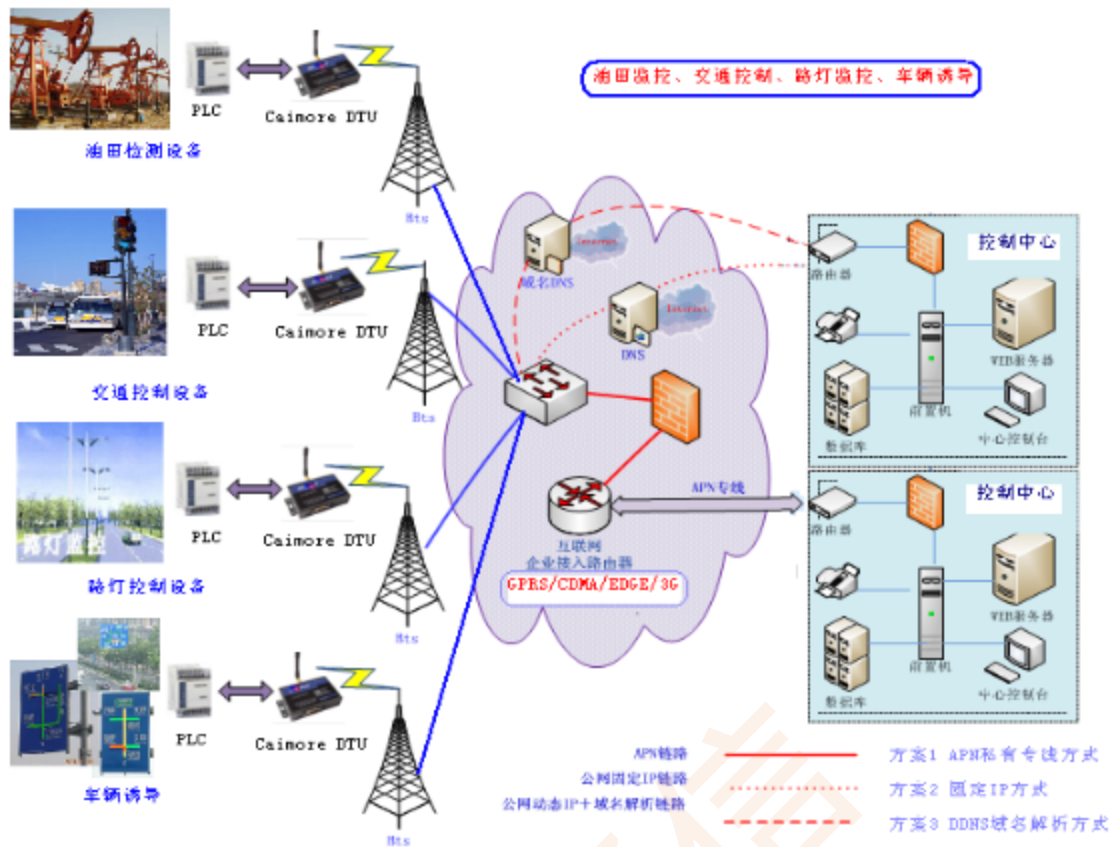 油田监控、交通控制、路灯监控、车辆诱导
PLC
Caimore DTU
油田检测设备
Bts
PLC
Caimore DTU
交通控制设备
Bts
路灯监控
PLC
Caimore DTU
路灯控制设备
Bts
PLC
Caimore DTU
车辆诱导
Bts
Internet
域名DNS
Internet
DNS
APN专线
互联网
企业接入路由器
GPRS/CDMA/EDGE/3G
控制中心
路由器
WEB服务器
前置机
数据库
中心控制台
控制中心
路由器
WEB服务器
前置机
数据库
中心控制台
APN链路
方案1 APN私有专线方式
公网固定IP链路
方案2 固定IP方式
公网动态IP+域名解析链路
方案3 DDNS域名解析方式